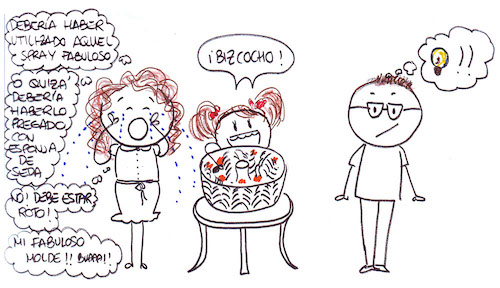 DEBERÍA HABER
UTILIZADO AQUEL
SPRAY FABULOSO
O QUIZÁ
DEBERÍA
HABERLO
FREGADO
CON
ESPONJA
DE
SEDA
NO! DEBE ESTAR
ROTO!
MI FABULOSO
MOLDE!! BUAAA!!
¡BIZCOCHO!
!!